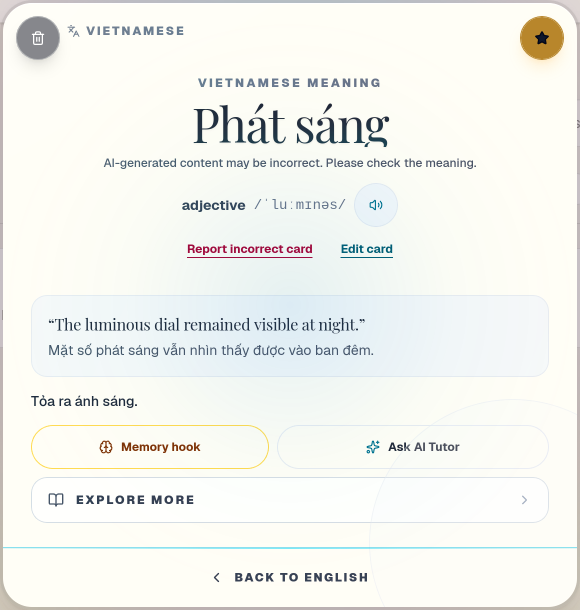 VIETNAMESE
VIETNAMESE MEANING
Phát sáng
AI-generated content may be incorrect. Please check the meaning.
adjective /ˈluːmɪnəs/
Report incorrect card Edit card
“The luminous dial remained visible at night.”
Mặt số phát sáng vẫn nhìn thấy được vào ban đêm.
Tỏa ra ánh sáng.
Memory hook Ask AI Tutor
EXPLORE MORE
BACK TO ENGLISH